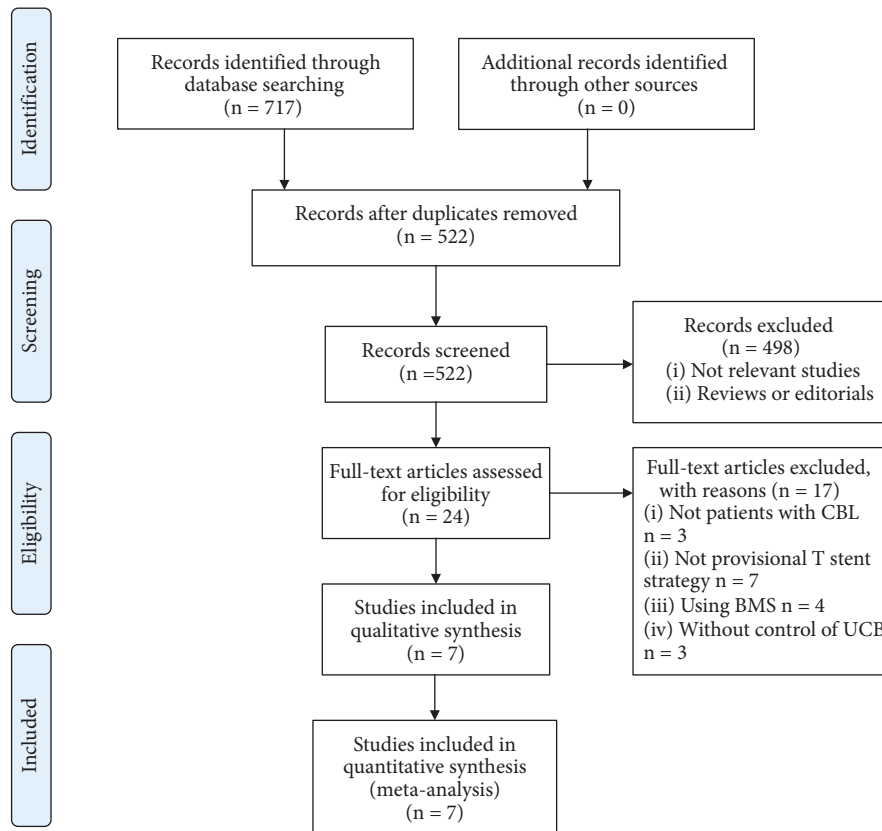 Identification
Records identified through
database searching
(n = 717)
Additional records identified
through other sources
(n = 0)
Records after duplicates removed
(n = 522)
Screening
Records screened
(n =522)
Records excluded
(n = 498)
(i) Not relevant studies
(ii) Reviews or editorials
Eligibility
Full-text articles assessed
for eligibility
(n = 24)
Full-text articles excluded,
with reasons (n = 17)
(i) Not patients with CBL
n = 3
(ii) Not provisional T stent
strategy n = 7
(iii) Using BMS n = 4
(iv) Without control of UCB
n = 3
Studies included in
qualitative synthesis
(n = 7)
Included
Studies included in
quantitative synthesis
(meta-analysis)
(n = 7)